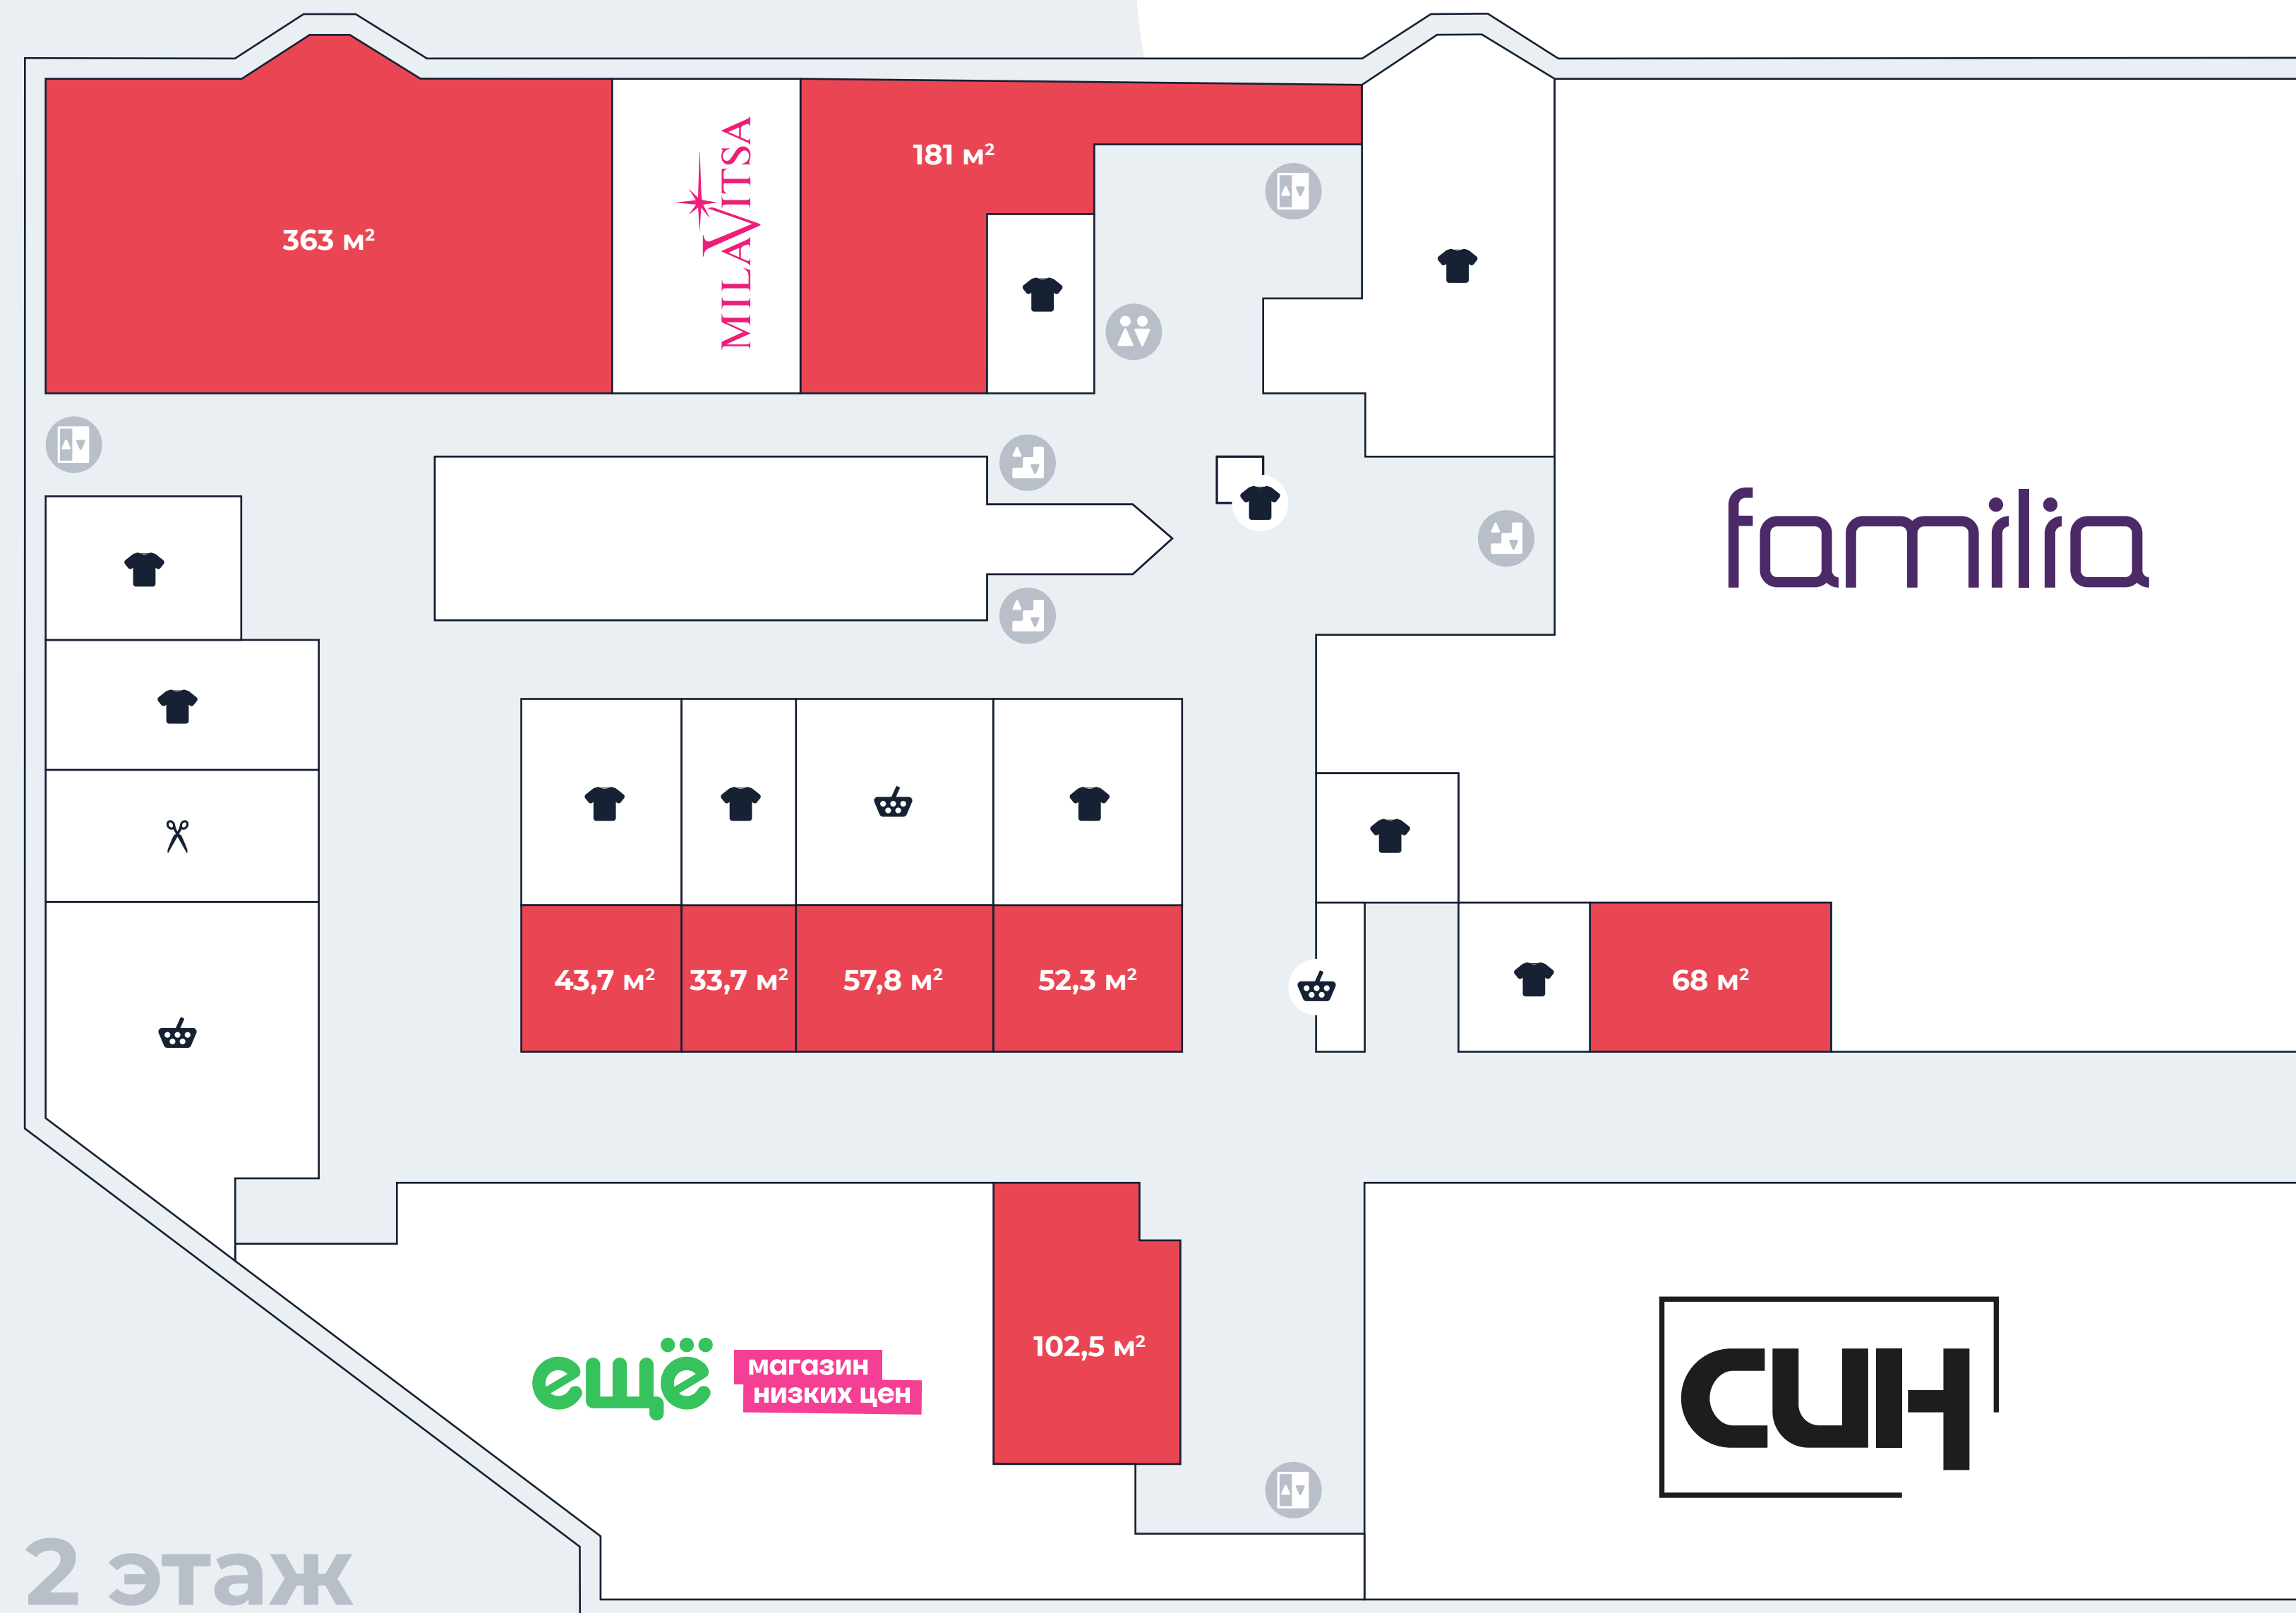 363 м²
MILAVITSA
181 м²
familia
43,7 м²
33,7 м²
57,8 м²
52,3 м²
68 м²
ещё
магазин
низких цен
102,5 м²
СИН
2 этаж